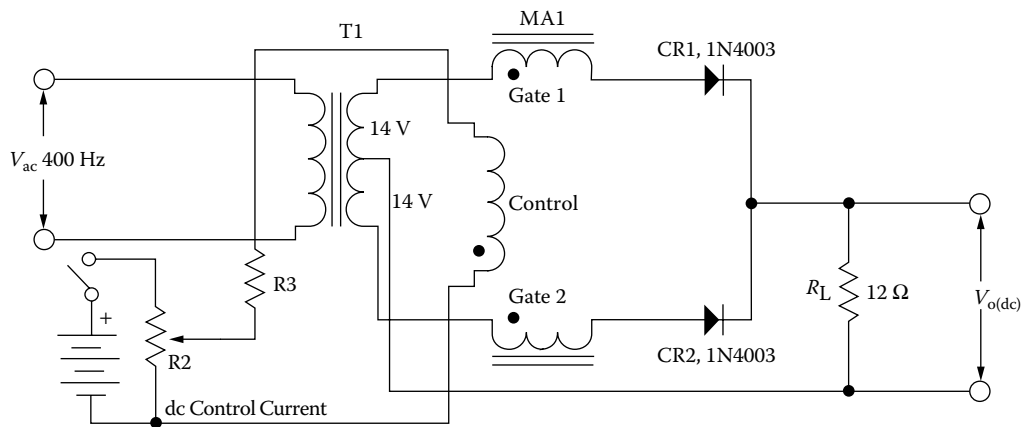 MA1
T1
CR1, 1N4003
Gate 1
14 V
V_ac 400 Hz
14 V
Control
R3
Gate 2
R_L
12 Ω
V_o(dc)
+
R2
CR2, 1N4003
dc Control Current